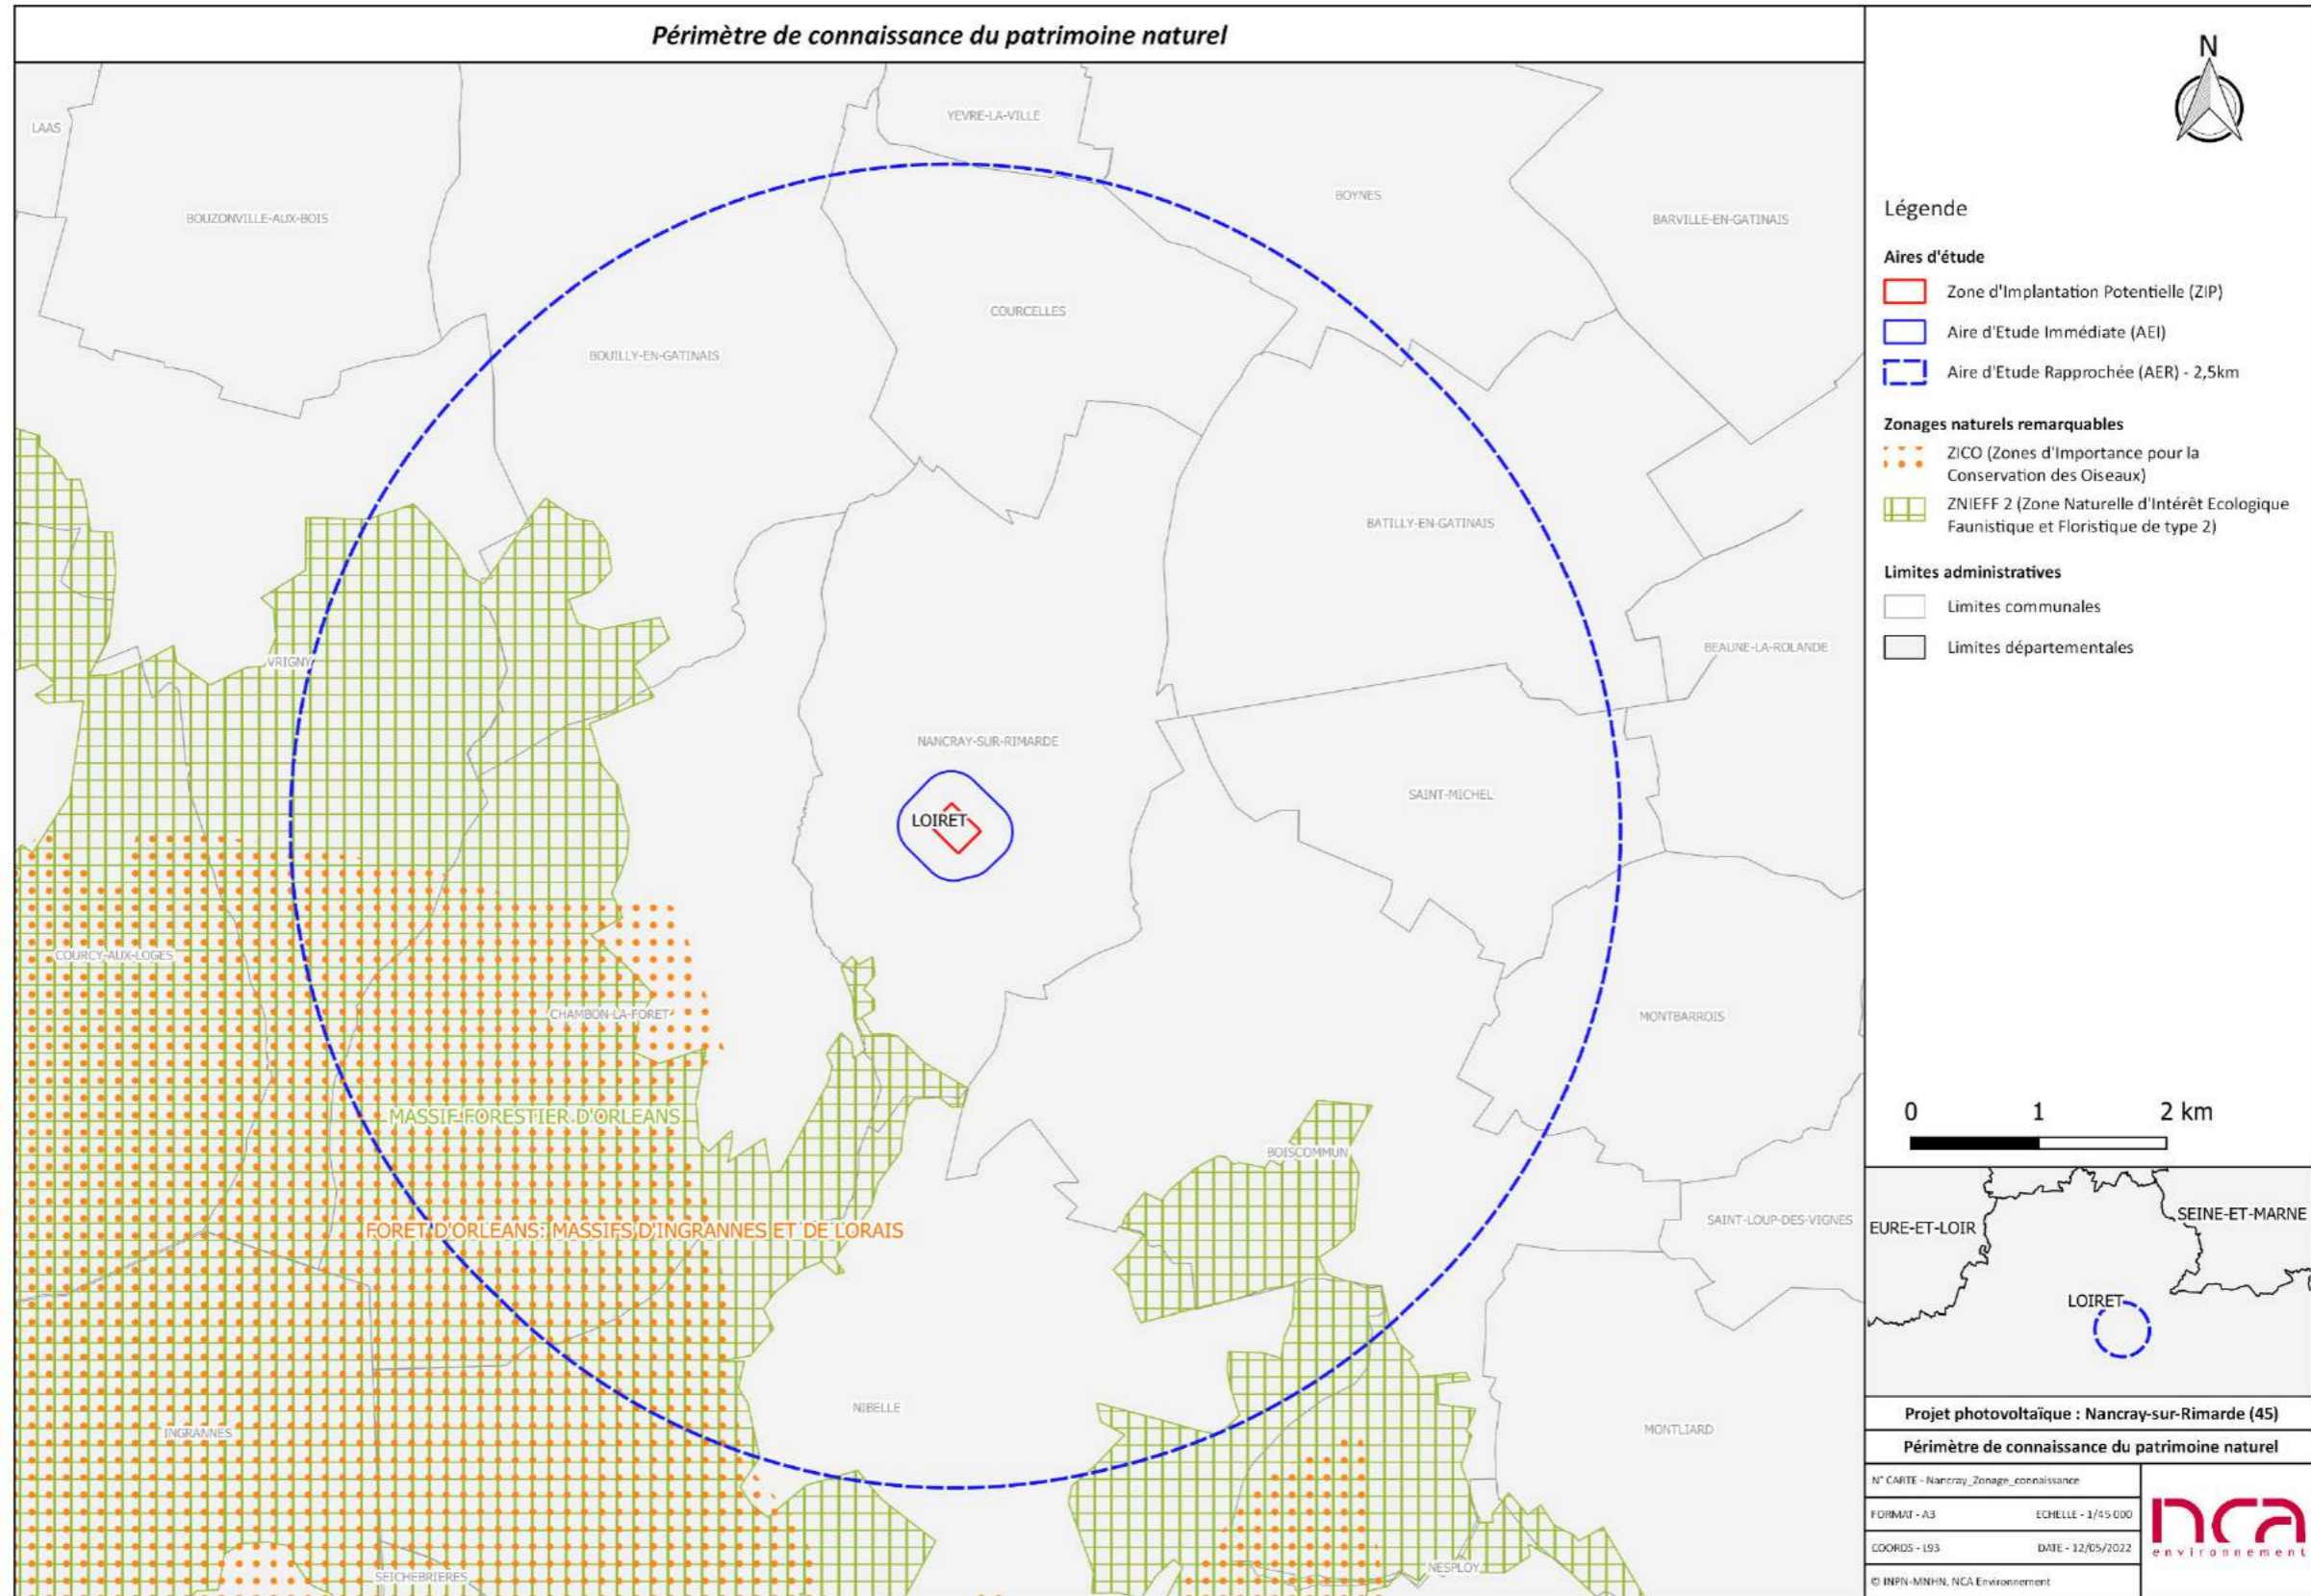 Périmètre de connaissance du patrimoine naturel
LAAS
YEVRE-LA-VILLE
BOUZONVILLE-AUX-BOIS
BOYNES
BARVILLE-EN-GATINAIS
COURCELLES
BOUILLY-EN-GATINAIS
BATILLY-EN-GATINAIS
VRIGNY
BEAUNE-LA-ROLANDE
NANCRAY-SUR-RIMARDE
SAINT-MICHEL
LOIRET
COURCY-AUX-LOGES
CHAMBON-LA-FORET
MONTBARROIS
MASSIF FORESTIER D'ORLEANS
BOISCOMMUN
SAINT-LOUP-DES-VIGNES
FORET D'ORLEANS: MASSIFS D'INGRANNES ET DE LORAIS
NIBELLE
INGRANNES
MONTLIARD
NESPLOY
SEICHEBRIERES
N
Légende
Aires d'étude
Zone d'Implantation Potentielle (ZIP)
Aire d'Etude Immédiate (AEI)
Aire d'Etude Rapprochée (AER) - 2,5km
Zonages naturels remarquables
ZICO (Zones d'Importance pour la
Conservation des Oiseaux)
ZNIEFF 2 (Zone Naturelle d'Intérêt Ecologique
Faunistique et Floristique de type 2)
Limites administratives
Limites communales
Limites départementales
0 1 2 km
EURE-ET-LOIR
SEINE-ET-MARNE
LOIRET
Projet photovoltaïque : Nancray-sur-Rimarde (45)
Périmètre de connaissance du patrimoine naturel
N° CARTE - Nancray_Zonage_connaissance
FORMAT - A3 ECHELLE - 1/45 000
COORDS - L93 DATE - 12/05/2022
© INPN-MNHN, NCA Environnement
nca
environnement